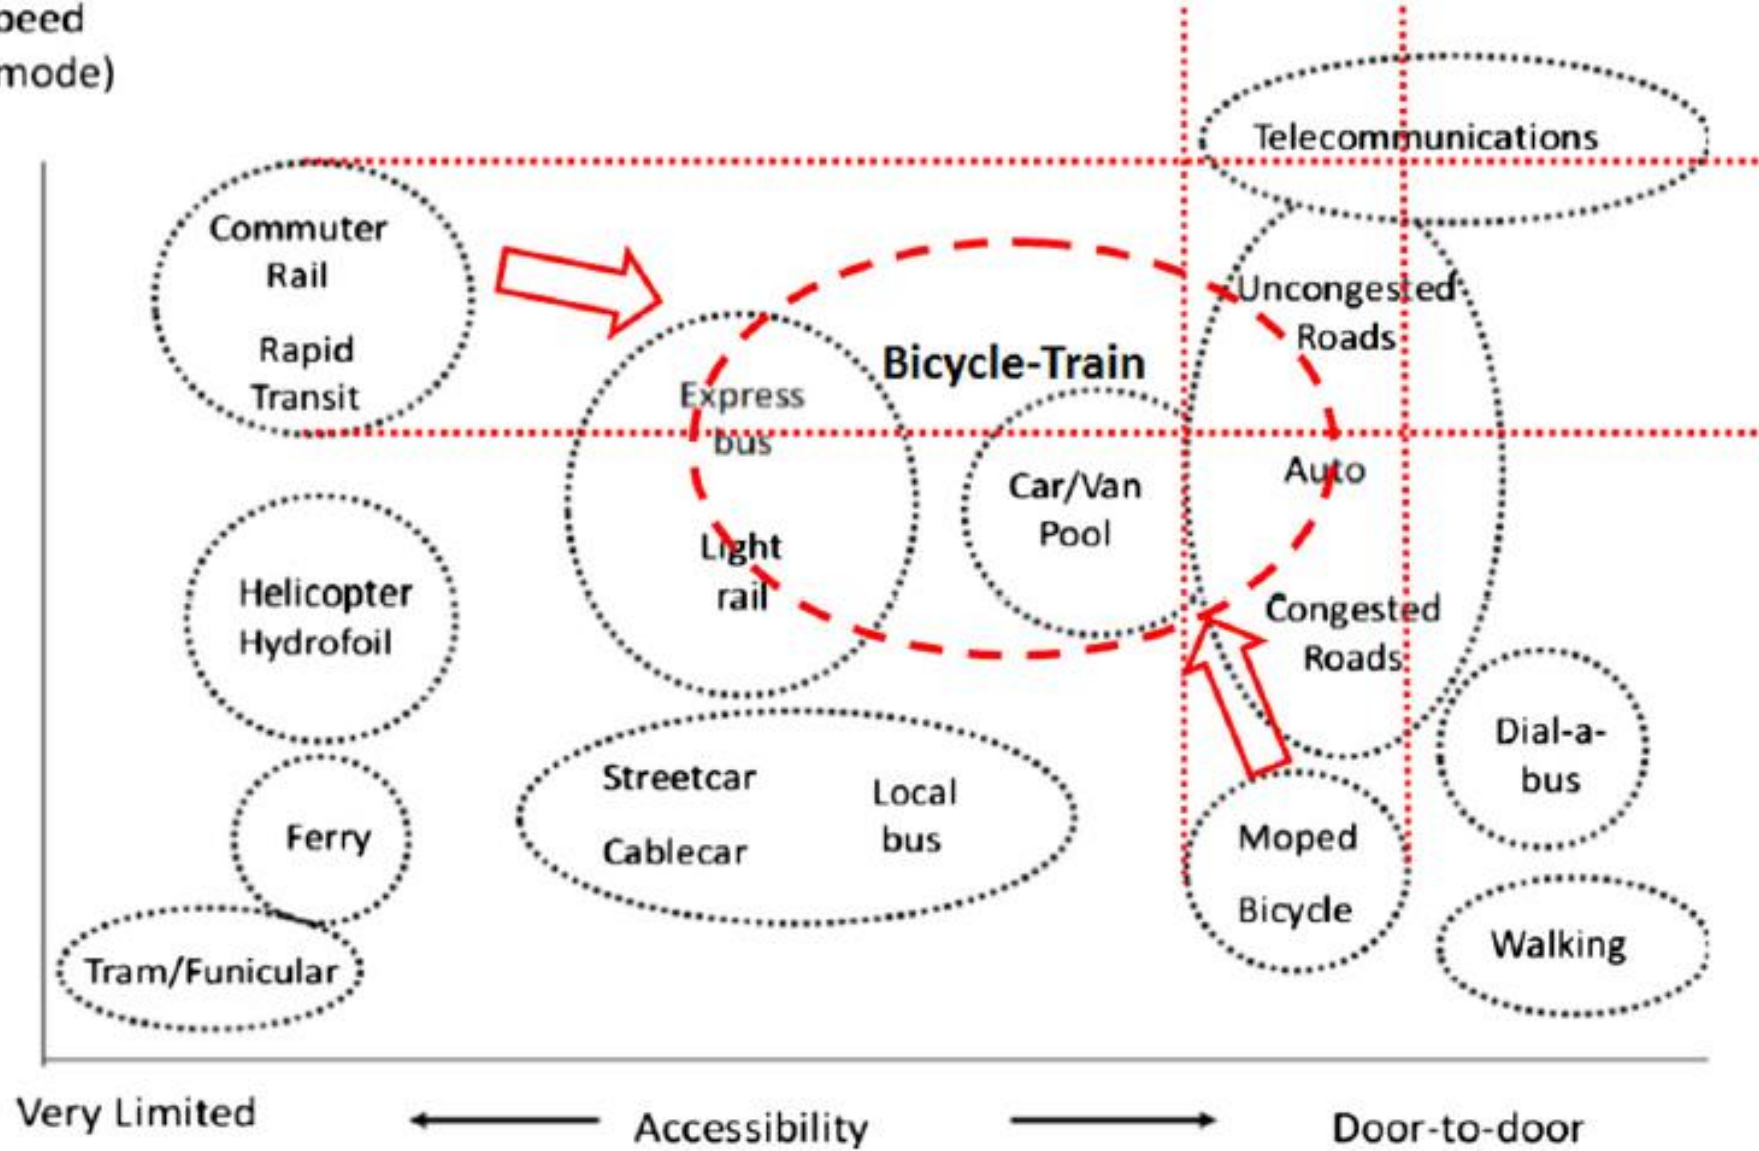 peed
mode)
Telecommunications
Commuter
Rail
Rapid
Transit
Uncongested
Roads
Bicycle-Train
Express
bus
Auto
Car/Van
Pool
Light
rail
Helicopter
Hydrofoil
Congested
Roads
Dial-a-
bus
Streetcar
Local
bus
Cablecar
Ferry
Moped
Bicycle
Walking
Tram/Funicular
Very Limited
Accessibility
Door-to-door